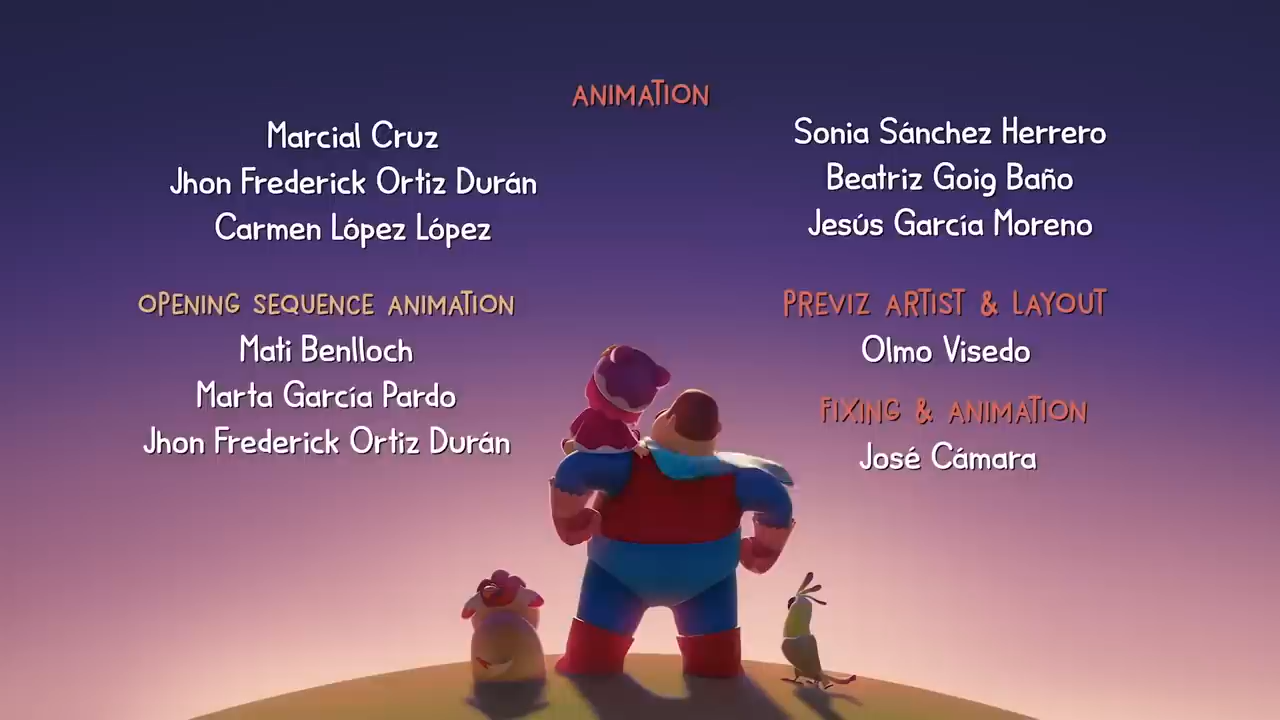 ANIMATION
Marcial Cruz
Jhon Frederick Ortiz Durán
Carmen López López
Sonia Sánchez Herrero
Beatriz Goig Baño
Jesús García Moreno
OPENING SEQUENCE ANIMATION
Mati Benlloch
Marta García Pardo
Jhon Frederick Ortiz Durán
PREVIZ ARTIST & LAYOUT
Olmo Visedo
FIXING & ANIMATION
José Cámara